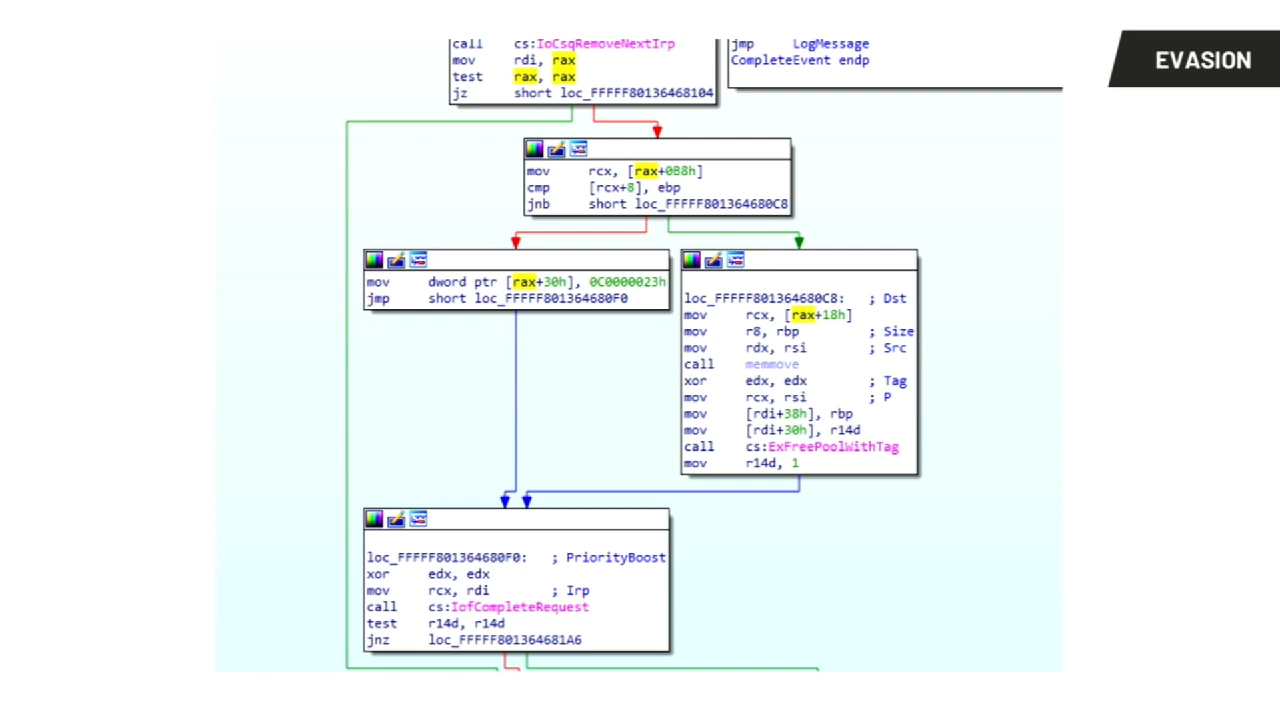 call cs:IoCsqRemoveNextIrp
mov rdi, rax
test rax, rax
jz short loc_FFFFF80136468104
jmp LogMessage
CompleteEvent endp
EVASION
mov rcx, [rax+0B8h]
cmp [rcx+8], ebp
jnb short loc_FFFFF801364680C8
mov dword ptr [rax+30h], 0C0000023h
jmp short loc_FFFFF801364680F0
loc_FFFFF801364680C8: ; Dst
mov rcx, [rax+18h]
mov r8, rbp ; Size
mov rdx, rsi ; Src
call memmove
xor edx, edx ; Tag
mov rcx, rsi ; P
mov [rdi+38h], rbp
mov [rdi+30h], r14d
call cs:ExFreePoolWithTag
mov r14d, 1
loc_FFFFF801364680F0: ; PriorityBoost
xor edx, edx
mov rcx, rdi ; Irp
call cs:IofCompleteRequest
test r14d, r14d
jnz loc_FFFFF801364681A6